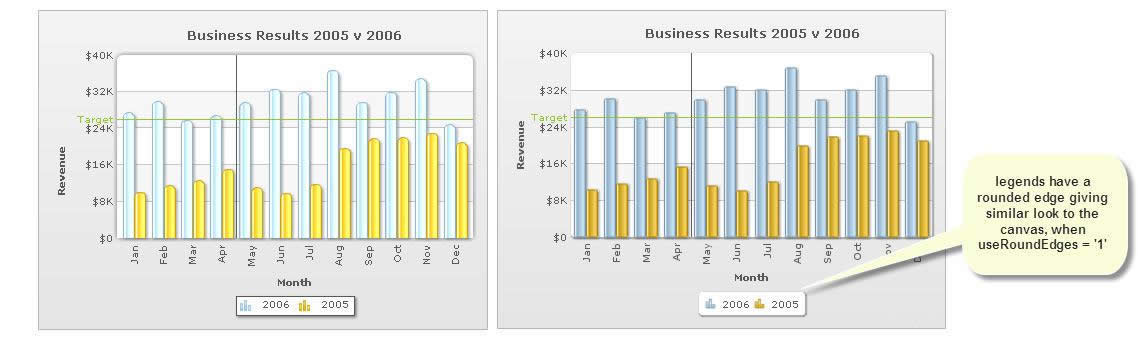 Business Results 2005 v 2006
$40K
$32K
Target
$24K
$16K
$8K
$0
Revenue
Jan
Feb
Mar
Apr
May
Jun
Jul
Aug
Sep
Oct
Nov
Dec
Month
2006 2005
Business Results 2005 v 2006
$40K
$32K
Target
$24K
$16K
$8K
$0
Revenue
Jan
Feb
Mar
Apr
May
Jun
Jul
Aug
Sep
Oct
Month
2006 2005
legends have a
rounded edge giving
similar look to the
canvas, when
useRoundEdges = '1'